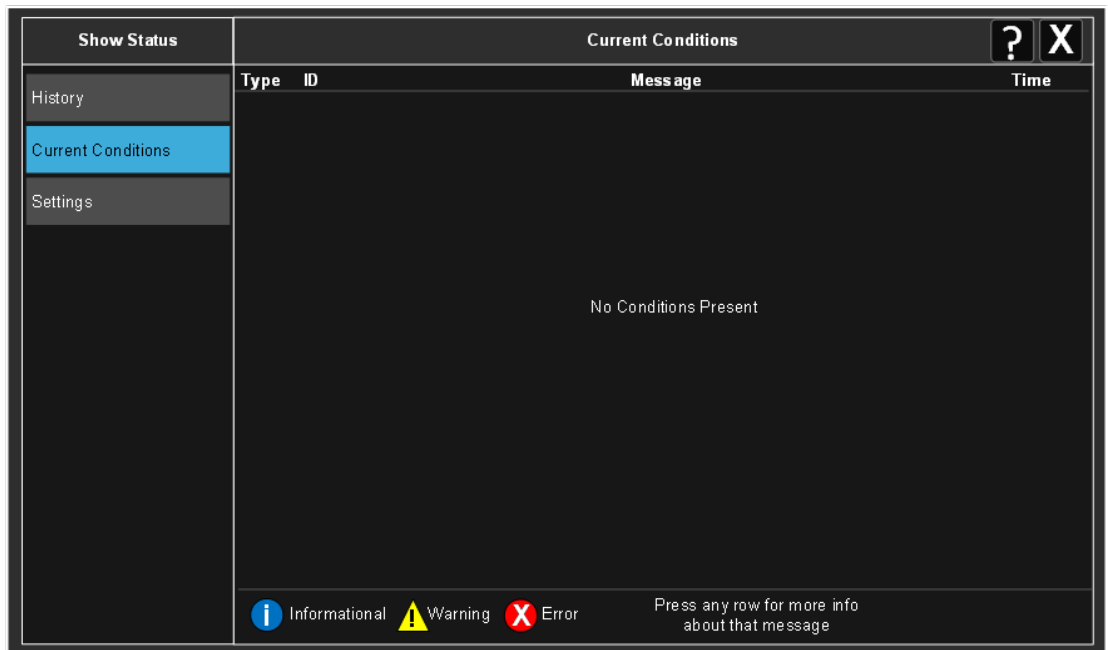 Show Status
Current Conditions
? X
History
Current Conditions
Settings
Type ID Message Time
No Conditions Present
i Informational ! Warning X Error
Press any row for more info
about that message